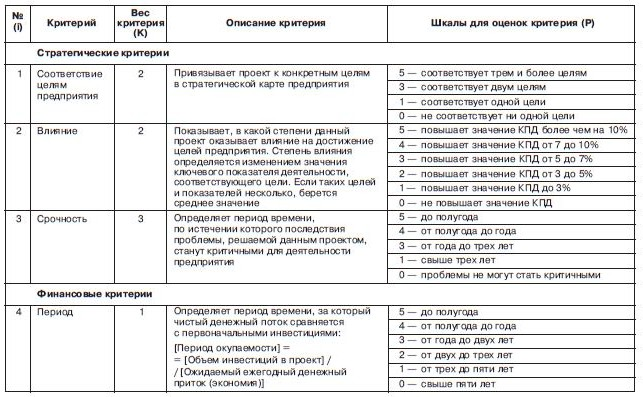 № (i)
Критерий
Вес критерия (K)
Описание критерия
Шкалы для оценок критерия (P)
Стратегические критерии
1
Соответствие
целям
предприятия
2
Привязывает проект к конкретным целям
в стратегической карте предприятия
5 — соответствует трем и более целям
3 — соответствует двум целям
1 — соответствует одной цели
0 — не соответствует ни одной цели
2
Влияние
2
Показывает, в какой степени данный
проект оказывает влияние на достижение
целей предприятия. Степень влияния
определяется изменением значения
ключевого показателя деятельности,
соответствующего цели. Если таких целей
и показателей несколько, берется
среднее значение
5 — повышает значение КПД более чем на 10%
4 — повышает значение КПД от 7 до 10%
3 — повышает значение КПД от 5 до 7%
2 — повышает значение КПД от 3 до 5%
1 — повышает значение КПД до 3%
0 — не повышает значение КПД
3
Срочность
3
Определяет период времени,
по истечении которого последствия
проблемы, решаемой данным проектом,
станут критичными для деятельности
предприятия
5 — до полугода
4 — от полугода до года
3 — от года до трех лет
1 — свыше трех лет
0 — проблемы не могут стать критичными
Финансовые критерии
4
Период
1
Определяет период времени, за который
чистый денежный поток сравняется
с первоначальными инвестициями:
[Период окупаемости] =
= [Объем инвестиций в проект] /
/ [Ожидаемый ежегодный денежный
приток (экономия)]
5 — до полугода
4 — от полугода до года
3 — от года до двух лет
2 — от двух до трех лет
1 — от трех до пяти лет
0 — свыше пяти лет